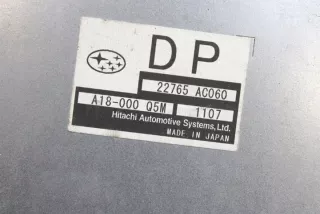 DP
22765 AC060
A18-000 Q5M 1107
Hitachi Automotive Systems,Ltd.
MADE IN JAPAN